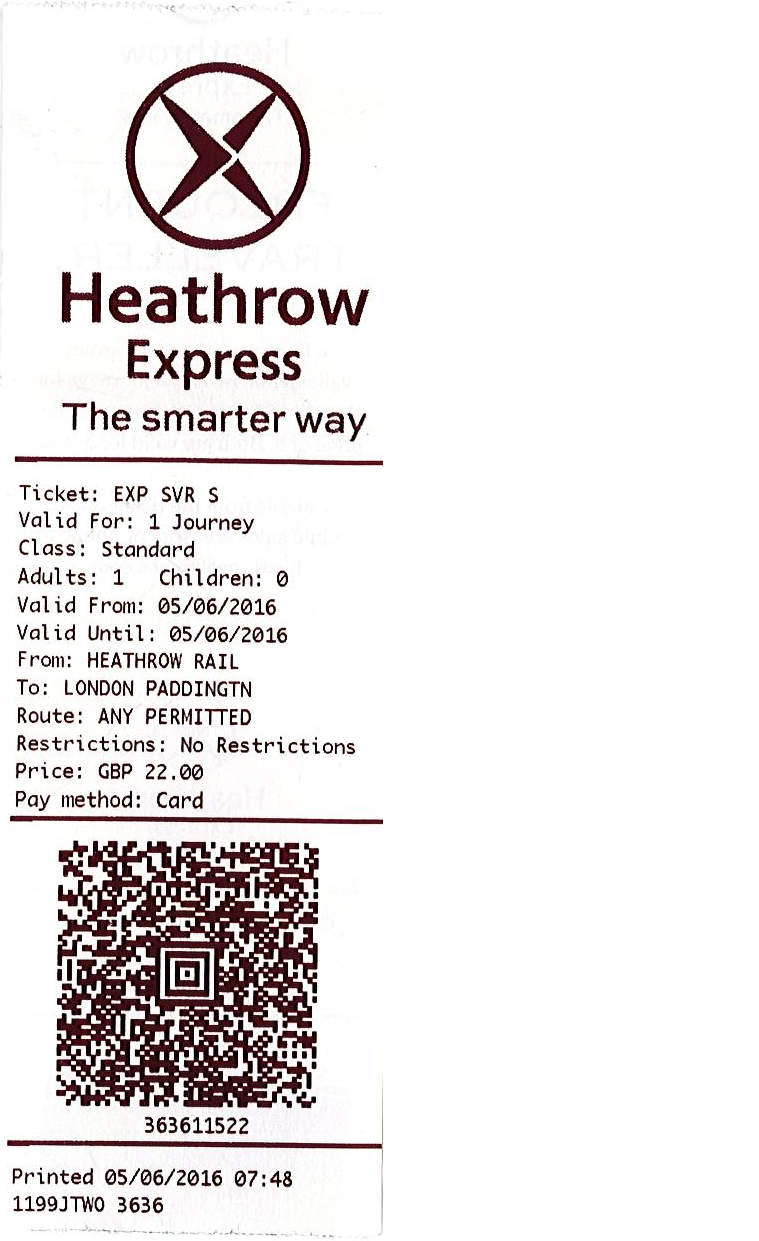 Heathrow
Express
The smarter way
Ticket: EXP SVR S
Valid For: 1 Journey
Class: Standard
Adults: 1 Children: 0
Valid From: 05/06/2016
Valid Until: 05/06/2016
From: HEATHROW RAIL
To: LONDON PADDINGTN
Route: ANY PERMITTED
Restrictions: No Restrictions
Price: GBP 22.00
Pay method: Card
363611522
Printed 05/06/2016 07:48
1199JTWO 3636